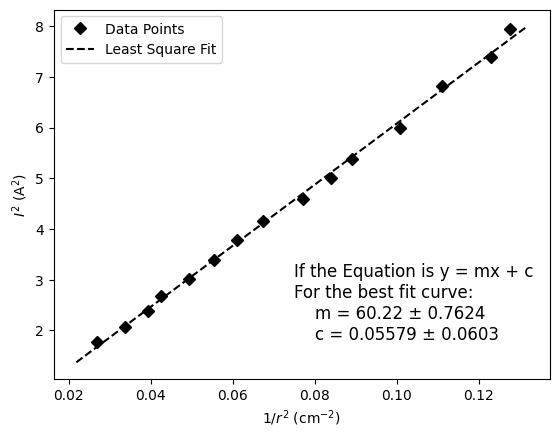 Data Points
Least Square Fit
8
7
6
5
4
3
2
I² (A²)
If the Equation is y = mx + c
For the best fit curve:
m = 60.22 ± 0.7624
c = 0.05579 ± 0.0603
0.02 0.04 0.06 0.08 0.10 0.12
1/r² (cm⁻²)